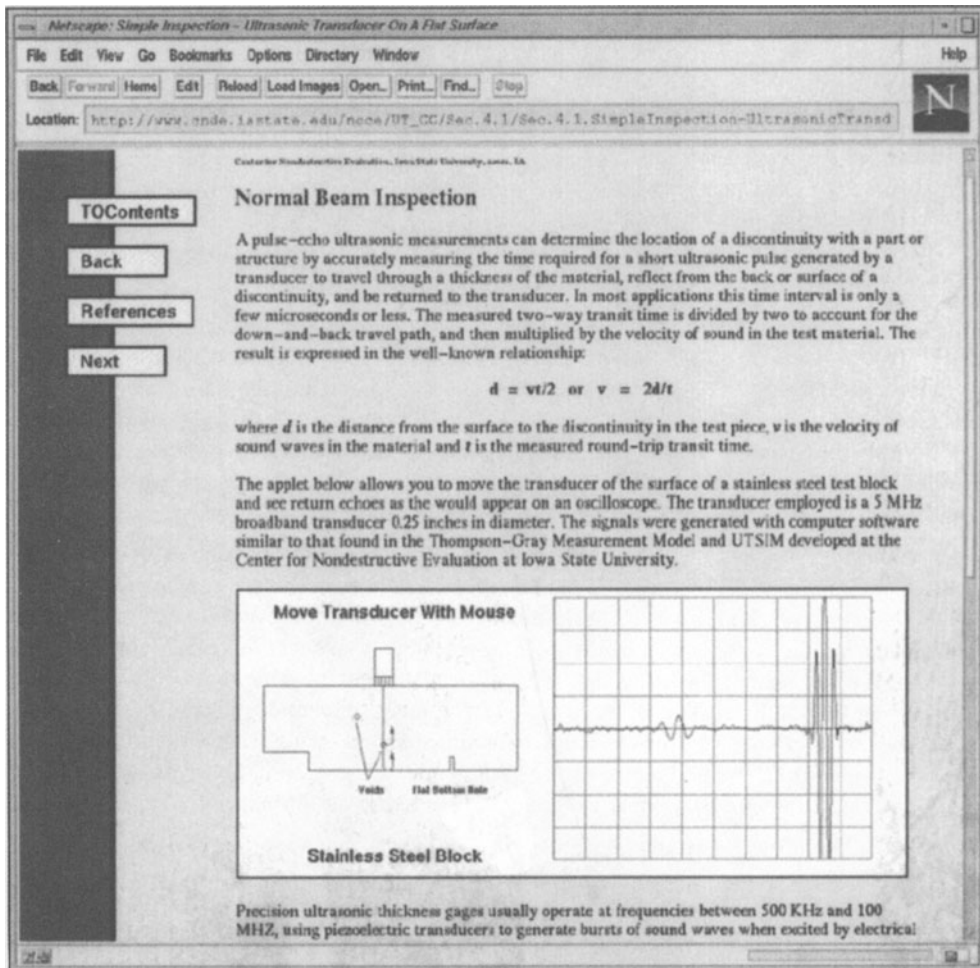 Netscape: Simple Inspection - Ultrasonic Transducer On A Flat Surface
File Edit View Go Bookmarks Options Directory Window Help
Back Forward Home Edit Reload Load Images Open... Print... Find... Stop
N
Location: http://www.cnde.iastate.edu/ncce/UT_CC/Sec.4.1/Sec.4.1.SimpleInspection-UltrasonicTransd
Center for Nondestructive Evaluation, Iowa State University, Ames, IA
TOContents
Back
References
Next
Normal Beam Inspection
A pulse-echo ultrasonic measurements can determine the location of a discontinuity with a part or
structure by accurately measuring the time required for a short ultrasonic pulse generated by a
transducer to travel through a thickness of the material, reflect from the back or surface of a
discontinuity, and be returned to the transducer. In most applications this time interval is only a
few microseconds or less. The measured two-way transit time is divided by two to account for the
down-and-back travel path, and then multiplied by the velocity of sound in the test material. The
result is expressed in the well-known relationship:
d = vt/2 or v = 2d/t
where d is the distance from the surface to the discontinuity in the test piece, v is the velocity of
sound waves in the material and t is the measured round-trip transit time.
The applet below allows you to move the transducer of the surface of a stainless steel test block
and see return echoes as the would appear on an oscilloscope. The transducer employed is a 5 MHz
broadband transducer 0.25 inches in diameter. The signals were generated with computer software
similar to that found in the Thompson-Gray Measurement Model and UTSIM developed at the
Center for Nondestructive Evaluation at Iowa State University.
Move Transducer With Mouse
Voids Flat Bottom Hole
Stainless Steel Block
Precision ultrasonic thickness gages usually operate at frequencies between 500 KHz and 100
MHZ, using piezoelectric transducers to generate bursts of sound waves when excited by electrical